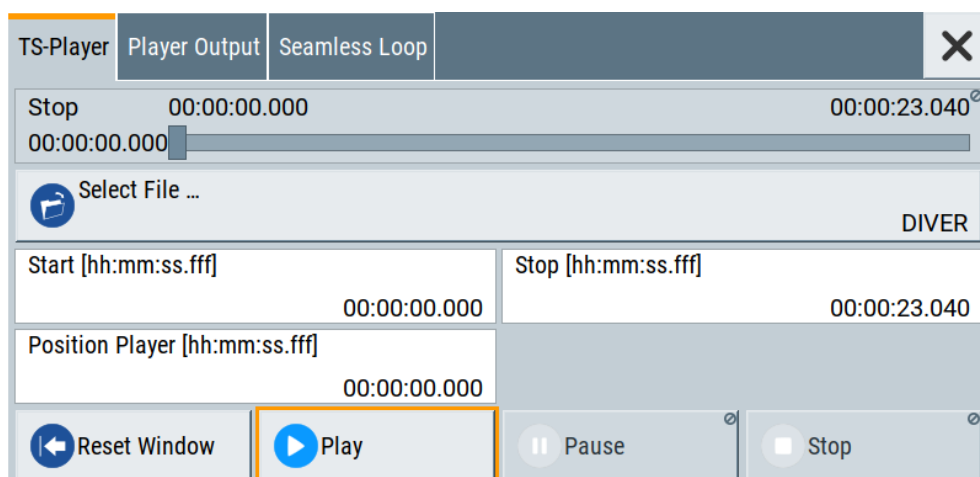 TS-Player Player Output Seamless Loop
Stop 00:00:00.000 00:00:23.040
00:00:00.000
Select File ...
DIVER
Start [hh:mm:ss.fff] Stop [hh:mm:ss.fff]
00:00:00.000 00:00:23.040
Position Player [hh:mm:ss.fff]
00:00:00.000
Reset Window Play Pause Stop